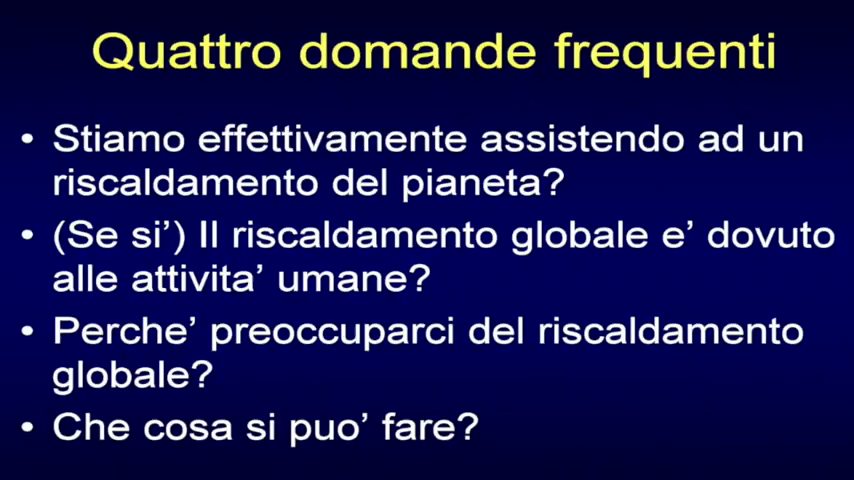 Quattro domande frequenti
• Stiamo effettivamente assistendo ad un
riscaldamento del pianeta?
• (Se si’) Il riscaldamento globale e’ dovuto
alle attivita’ umane?
• Perche’ preoccuparci del riscaldamento
globale?
• Che cosa si puo’ fare?